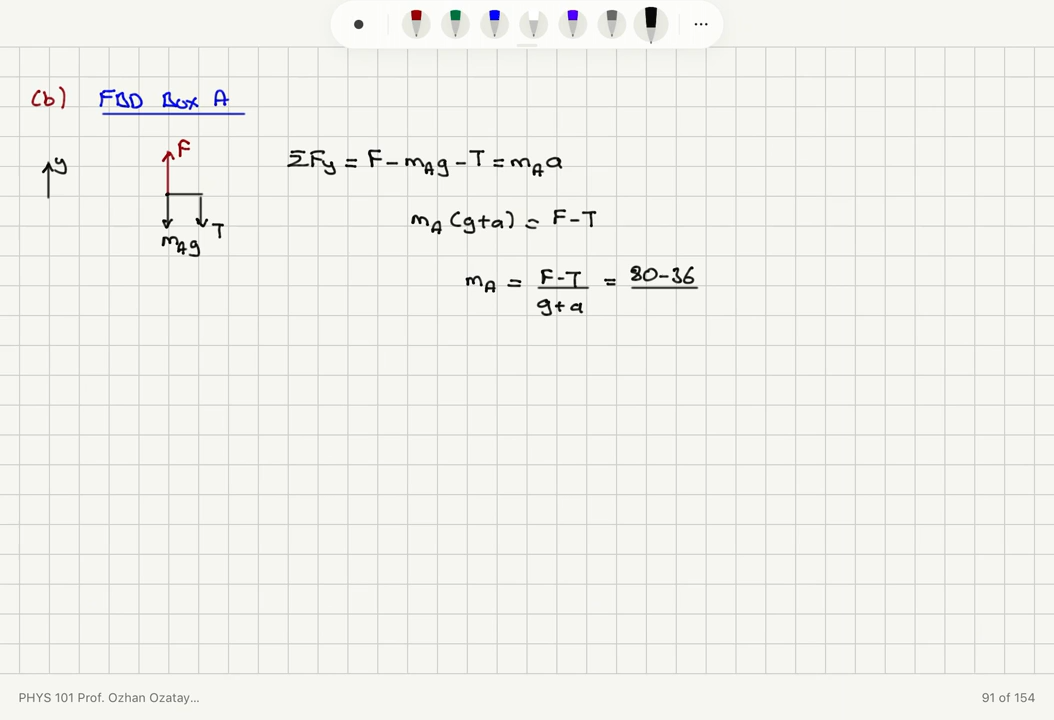 (b) FBD Box A
y F ΣFy = F - mAg - T = mAa
mAg T
mA (g+a) = F-T
mA = F-T / g+a = 80-36
PHYS 101 Prof. Ozhan Ozatay... 91 of 154